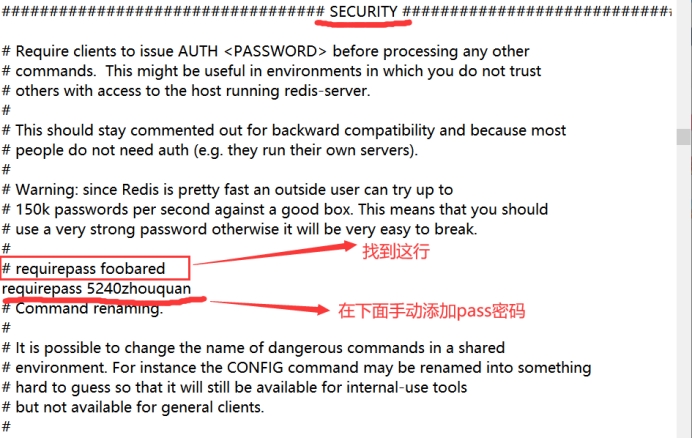 ################################## SECURITY ############################
# Require clients to issue AUTH <PASSWORD> before processing any other
# commands.  This might be useful in environments in which you do not trust
# others with access to the host running redis-server.
#
# This should stay commented out for backward compatibility and because most
# people do not need auth (e.g. they run their own servers).
#
# Warning: since Redis is pretty fast an outside user can try up to
# 150k passwords per second against a good box. This means that you should
# use a very strong password otherwise it will be very easy to break.
#
# requirepass foobared
找到这行
requirepass 5240zhouquan
在下面手动添加pass密码
# Command renaming.
#
# It is possible to change the name of dangerous commands in a shared
# environment. For instance the CONFIG command may be renamed into something
# hard to guess so that it will still be available for internal-use tools
# but not available for general clients.
#